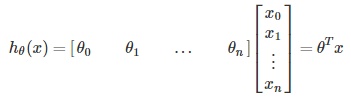 h_θ(x) = [θ_0 θ_1 … θ_n] [x_0 x_1 ⋮ x_n] = θ^T x